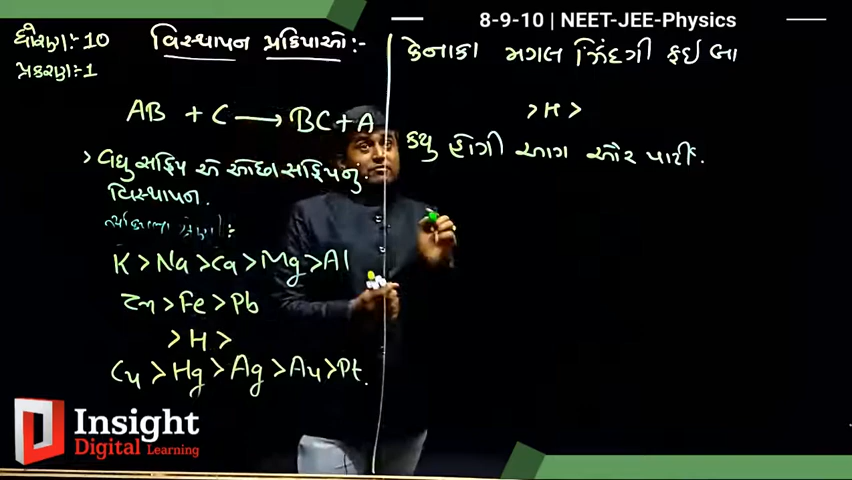 8-9-10 | NEET-JEE-Physics
ધોરણ:- 10
પ્રકરણ:-1
વિસ્થાપન પ્રક્રિયાઓ :-
AB + C → BC + A
> વધુ સક્રિય એ ઓછા સક્રિયનું
વિસ્થાપન.
K > Na > Ca > Mg > Al
Zn > Fe > Pb
> H >
Cu > Hg > Ag > Au > Pt.
કેનાકા મગલ ઝિંદગી ફઇ બા
> H >
કયુ હોગી આગ ઔર પાર્ટી.
Insight
Digital Learning